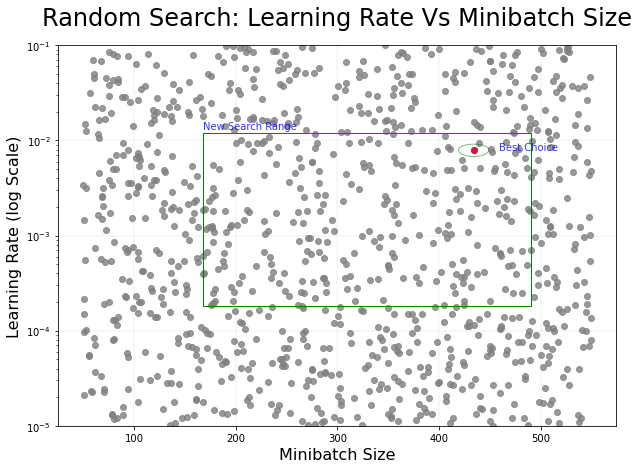 Random Search: Learning Rate Vs Minibatch Size
Learning Rate (log Scale)
10⁻¹
10⁻²
10⁻³
10⁻⁴
10⁻⁵
New Search Range
Best Choice
100 200 300 400 500
Minibatch Size